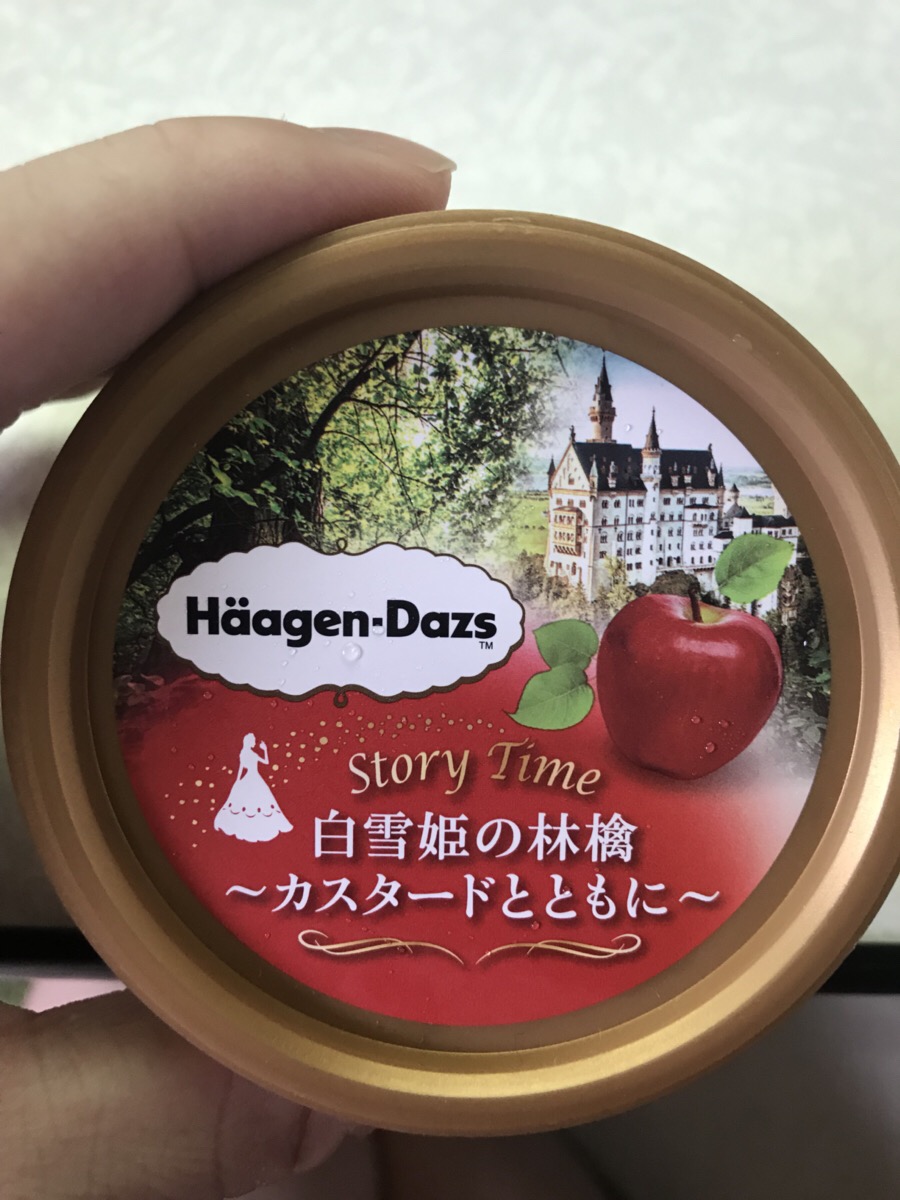 Häagen-Dazs
TM
Story Time
白雪姫の林檎
～カスタードとともに～